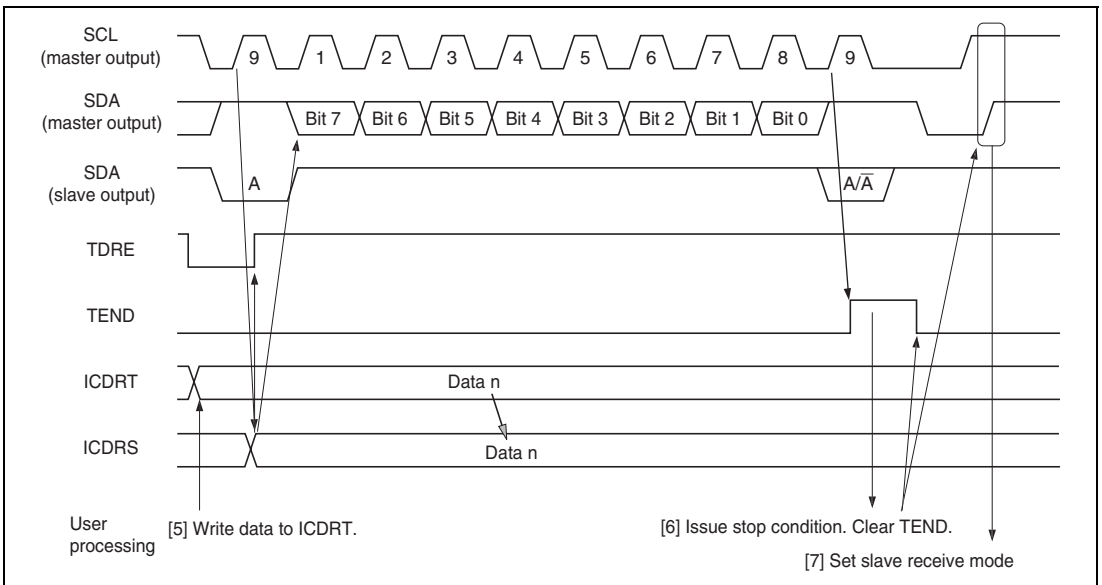 SCL
(master output)
9 1 2 3 4 5 6 7 8 9
SDA
(master output)
Bit 7 Bit 6 Bit 5 Bit 4 Bit 3 Bit 2 Bit 1 Bit 0
SDA
(slave output)
A A/A̅
TDRE
TEND
ICDRT
Data n
ICDRS
Data n
User
processing
[5] Write data to ICDRT.
[6] Issue stop condition. Clear TEND.
[7] Set slave receive mode